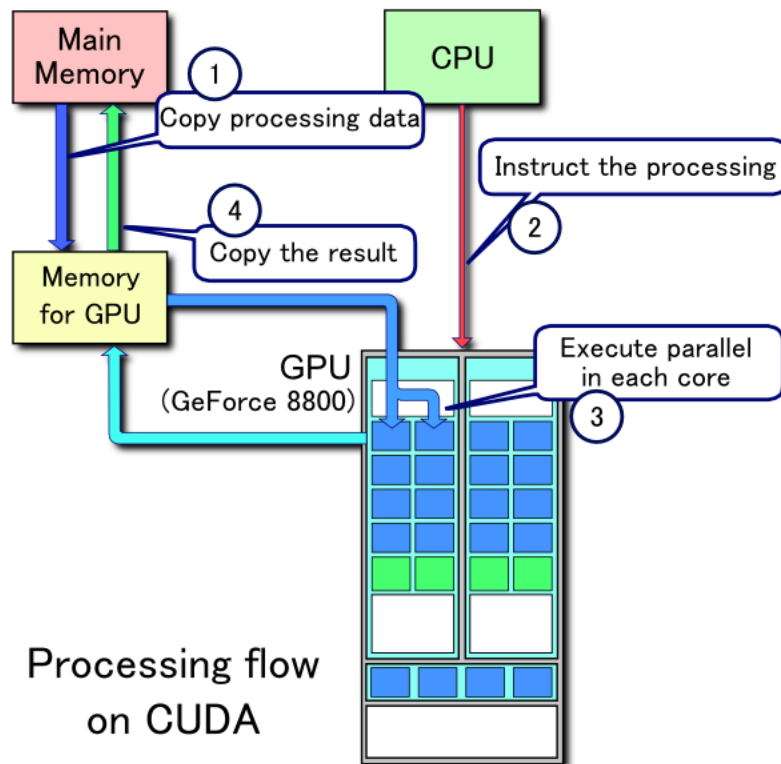 Main
Memory
CPU
1
Copy processing data
Instruct the processing
2
4
Copy the result
Memory
for GPU
GPU
(GeForce 8800)
Execute parallel
in each core
3
Processing flow
on CUDA